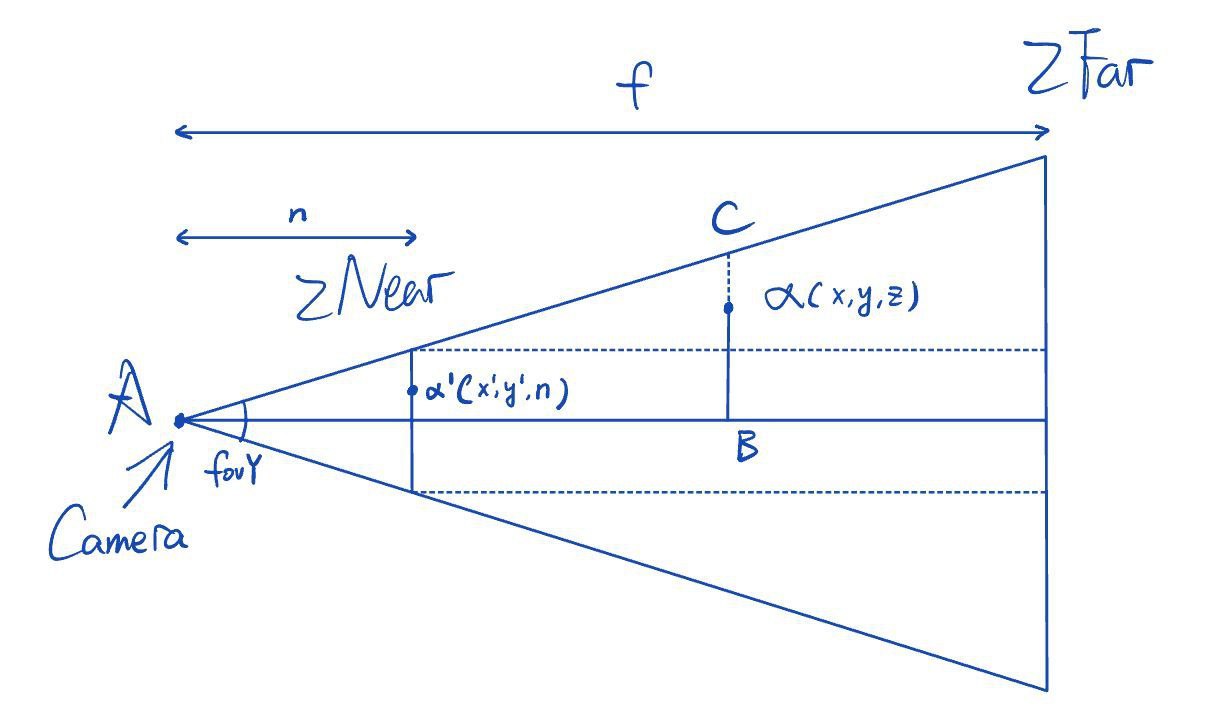 f
zFar
n
zNear
C
α(x,y,z)
A
α'(x',y',n)
B
fovY
Camera